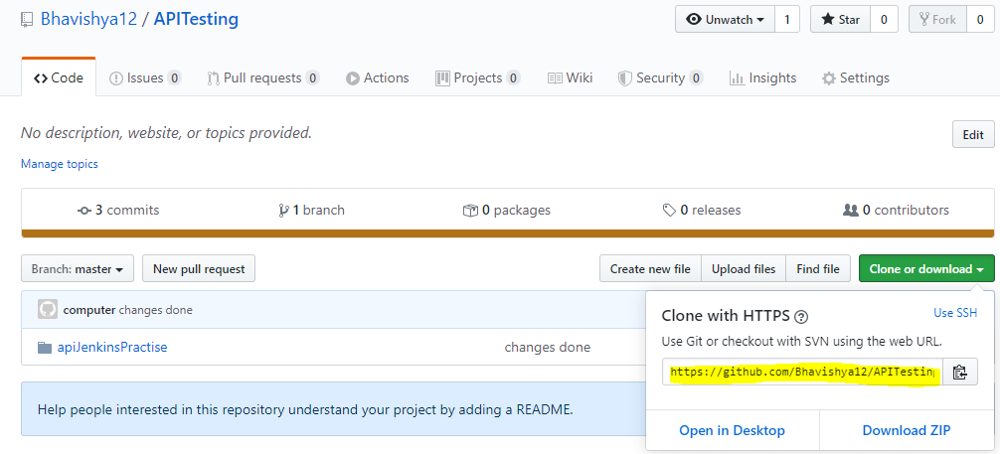 Bhavishya12 / APITesting
Unwatch 1 Star 0 Fork 0
Code Issues 0 Pull requests 0 Actions Projects 0 Wiki Security 0 Insights Settings
No description, website, or topics provided.
Edit
Manage topics
3 commits 1 branch 0 packages 0 releases 0 contributors
Branch: master New pull request Create new file Upload files Find file Clone or download
computer changes done
apiJenkinsPractise changes done
Help people interested in this repository understand your project by adding a README.
Clone with HTTPS Use SSH
Use Git or checkout with SVN using the web URL.
https://github.com/Bhavishya12/APITestin
Open in Desktop Download ZIP